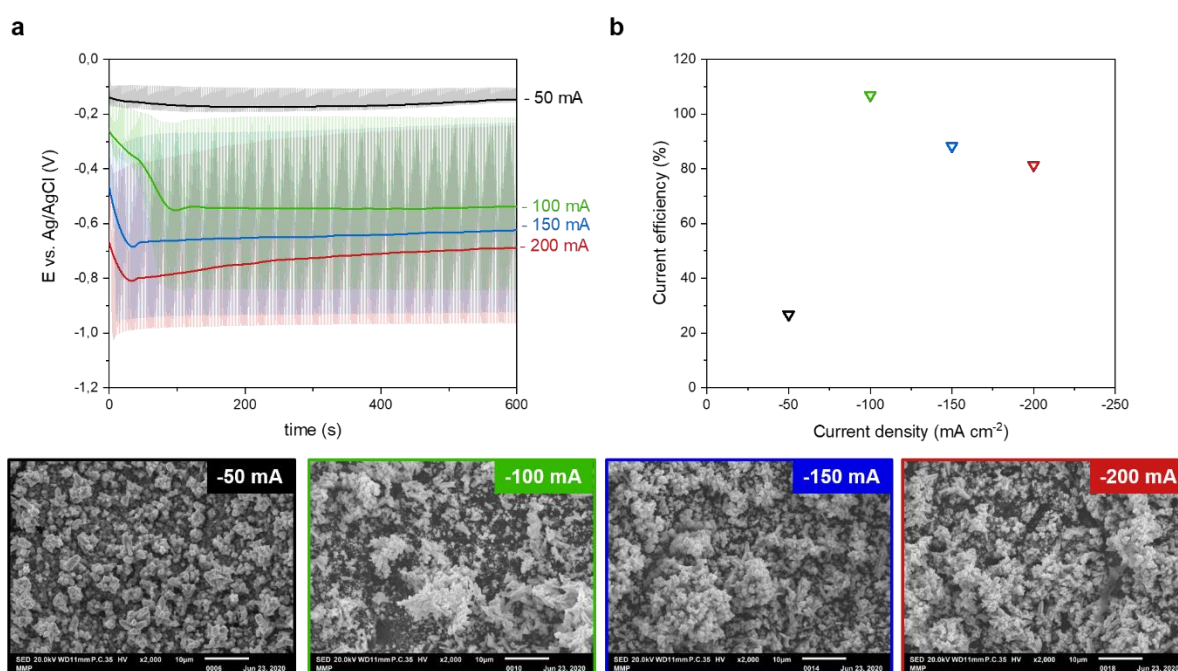 a
b
0,0
-0,2
-0,4
-0,6
-0,8
-1,0
-1,2
E vs. Ag/AgCl (V)
0
200
400
600
time (s)
- 50 mA
- 100 mA
- 150 mA
- 200 mA
120
100
80
60
40
20
0
Current efficiency (%)
0
-50
-100
-150
-200
-250
Current density (mA cm⁻²)
-50 mA
SED 20.0kV WD11mm P.C.35 HV x2,000 10µm 0006 Jun 23, 2020
MMP
-100 mA
SED 20.0kV WD11mm P.C.35 HV x2,000 10µm 0010 Jun 23, 2020
MMP
-150 mA
SED 20.0kV WD11mm P.C.35 HV x2,000 10µm 0014 Jun 23, 2020
MMP
-200 mA
SED 20.0kV WD11mm P.C.35 HV x2,000 10µm 0018 Jun 23, 2020
MMP